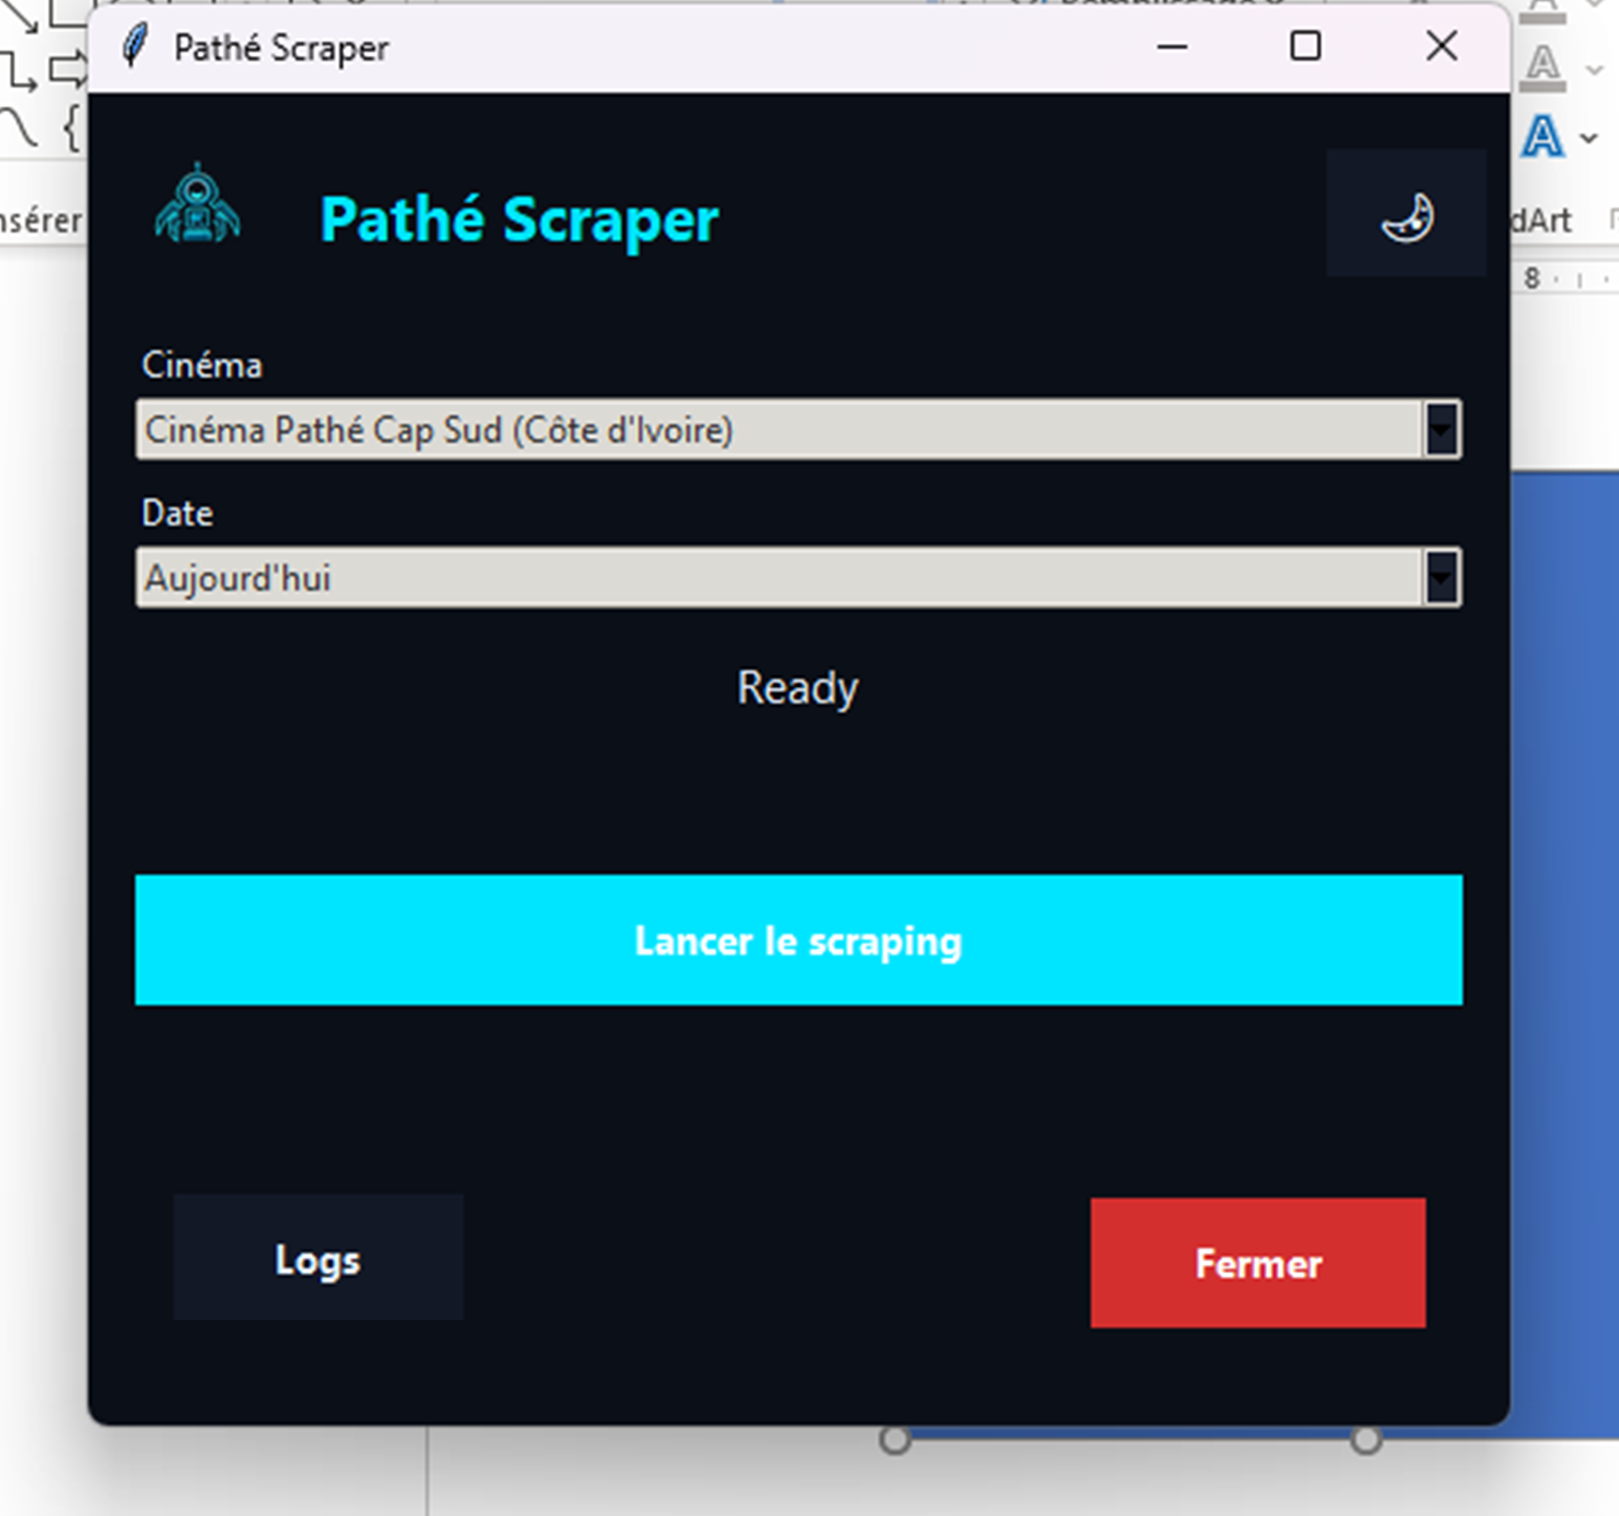 Pathé Scraper
nsérer
Pathé Scraper
dArt
8
Cinéma
Cinéma Pathé Cap Sud (Côte d'Ivoire)
Date
Aujourd'hui
Ready
Lancer le scraping
Logs
Fermer